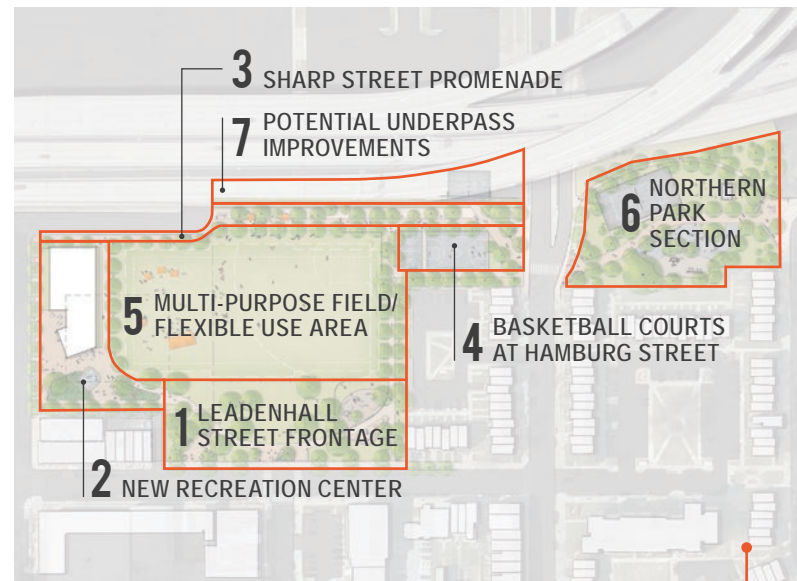 3 SHARP STREET PROMENADE
7 POTENTIAL UNDERPASS
IMPROVEMENTS
6 NORTHERN
PARK
SECTION
5 MULTI-PURPOSE FIELD/
FLEXIBLE USE AREA
4 BASKETBALL COURTS
AT HAMBURG STREET
1 LEADENHALL
STREET FRONTAGE
2 NEW RECREATION CENTER